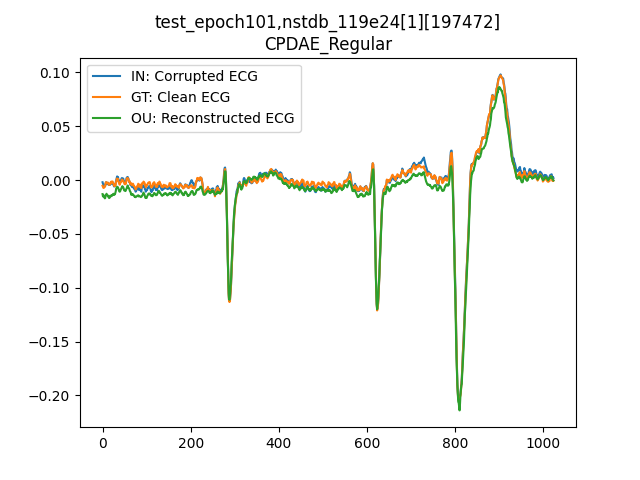 test_epoch101,nstdb_119e24[1][197472]
CPDAE_Regular
IN: Corrupted ECG
GT: Clean ECG
OU: Reconstructed ECG
0.10
0.05
0.00
−0.05
−0.10
−0.15
−0.20
0 200 400 600 800 1000